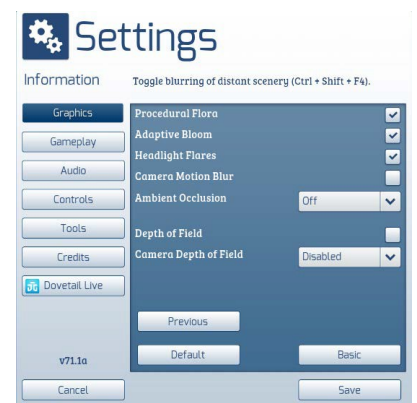 Settings
Information
Toggle blurring of distant scenery (Ctrl + Shift + F4).
Graphics
Gameplay
Audio
Controls
Tools
Credits
Dovetail Live
v71.1a
Cancel
Procedural Flora
Adaptive Bloom
Headlight Flares
Camera Motion Blur
Ambient Occlusion Off
Depth of Field
Camera Depth of Field Disabled
Previous
Default Basic
Save